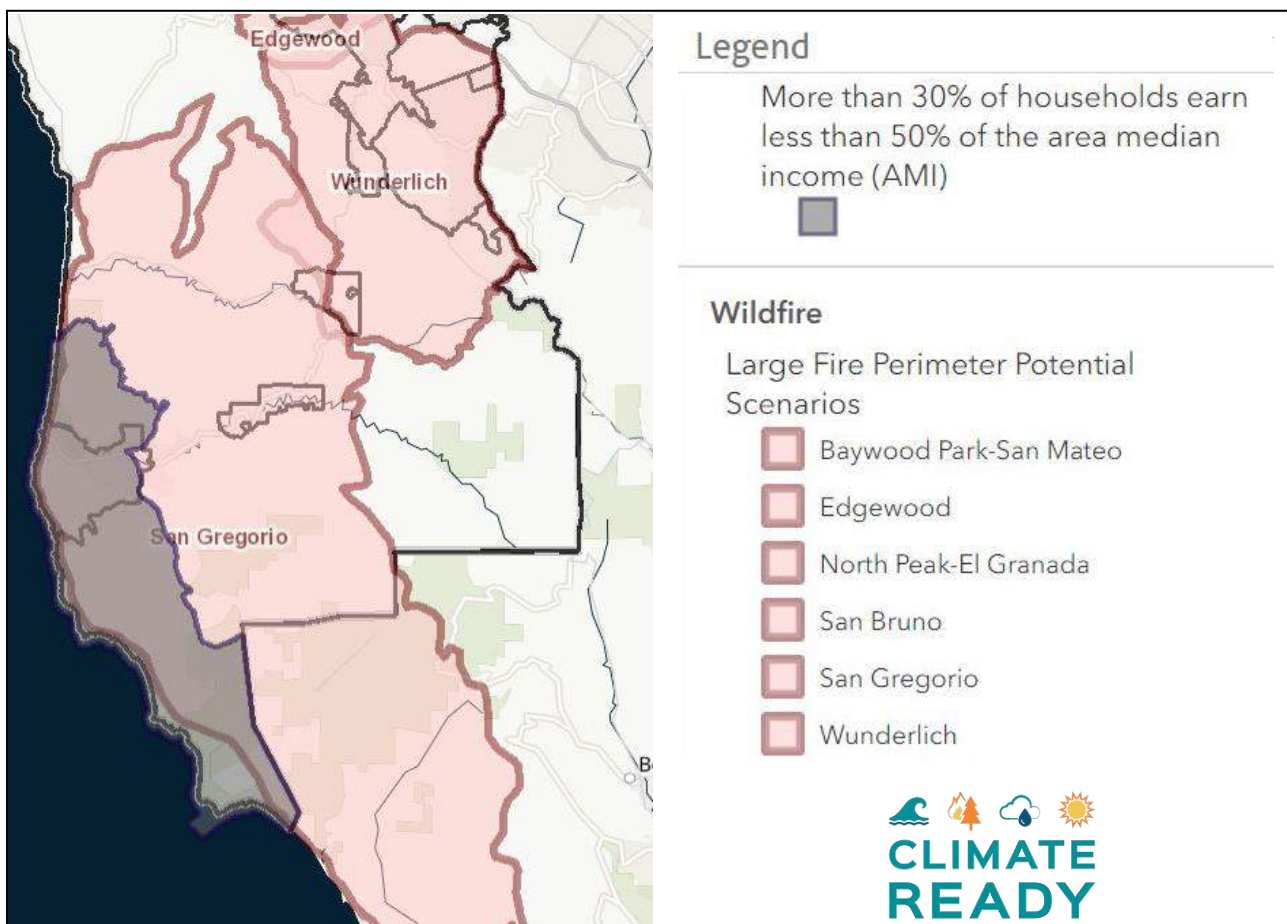 Edgewood
Wunderlich
San Gregorio
Legend
More than 30% of households earn
less than 50% of the area median
income (AMI)
Wildfire
Large Fire Perimeter Potential
Scenarios
Baywood Park-San Mateo
Edgewood
North Peak-El Granada
San Bruno
San Gregorio
Wunderlich
CLIMATE
READY